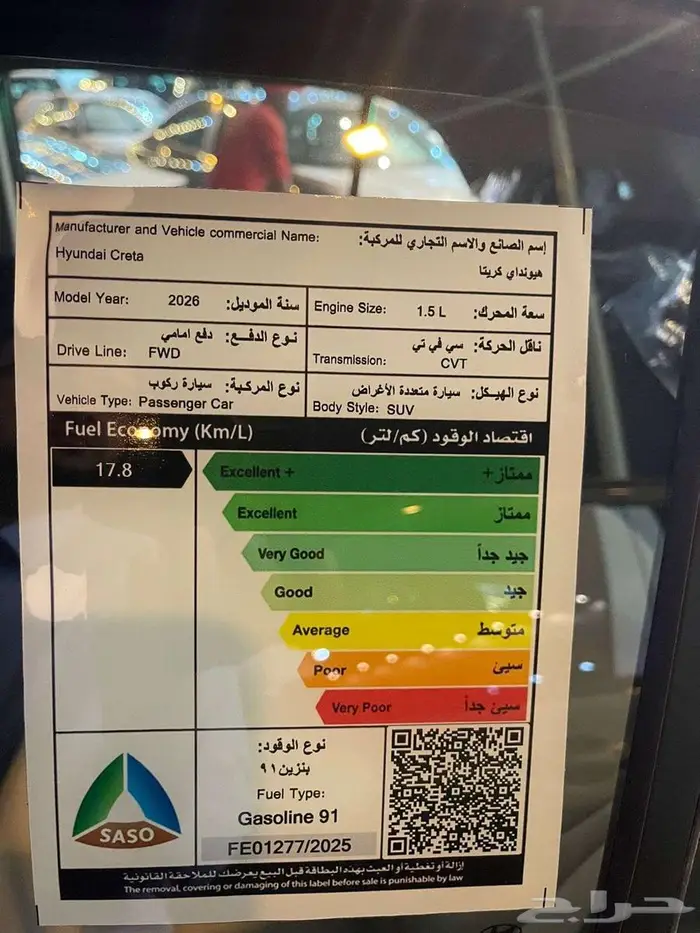 Manufacturer and Vehicle commercial Name:
إسم الصانع والاسم التجاري للمركبة:
Hyundai Creta
هيونداي كريتا
Model Year: 2026 سنة الموديل:
Engine Size: 1.5 L سعة المحرك:
نوع الدفـع: دفع امامي
Drive Line: FWD
ناقل الحركة: سي في تي
Transmission: CVT
نوع المركـبة: سيارة ركوب
Vehicle Type: Passenger Car
نوع الهيـكل: سيارة متعددة الأغراض
Body Style: SUV
Fuel Economy (Km/L)
اقتصاد الوقود (كم/لتر)
17.8
Excellent + ممتاز+
Excellent ممتاز
Very Good جيد جداً
Good جيد
Average متوسط
Poor سيئ
Very Poor سيئ جداً
SASO
نوع الوقود:
بنزين ٩١
Fuel Type:
Gasoline 91
FE01277/2025
إزالة أو تغطية أو العبث بهذه البطاقة قبل البيع يعرضك للملاحقة القانونية
The removal, covering or damaging of this label before sale is punishable by law
حراج